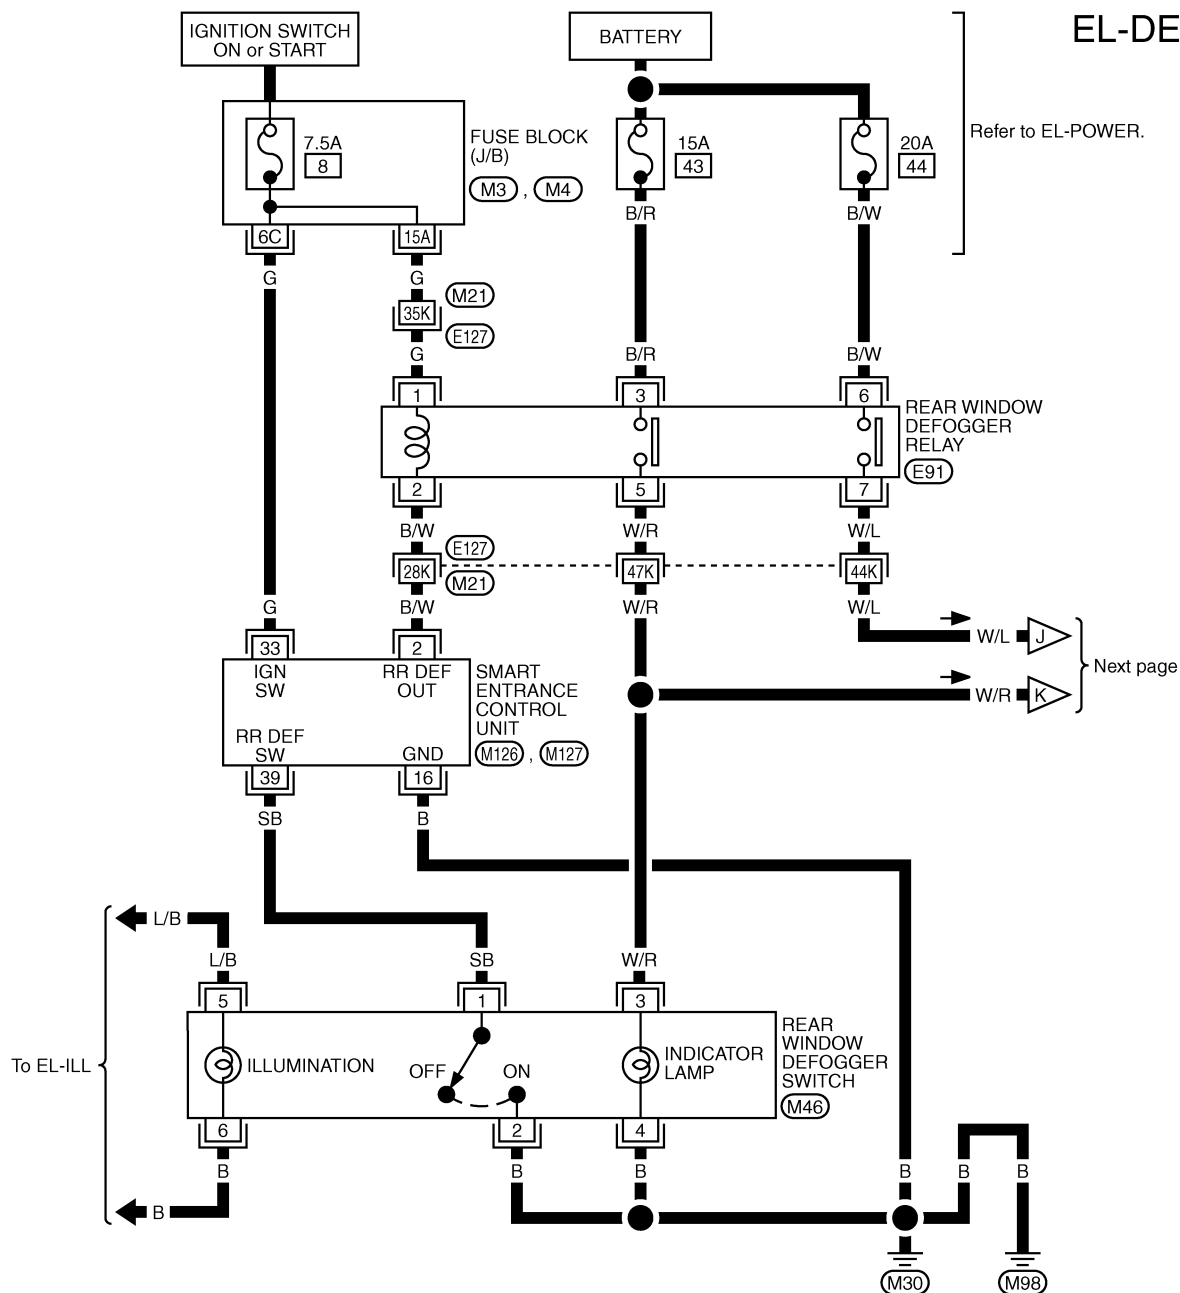 EL-DE
IGNITION SWITCH
ON or START
BATTERY
Refer to EL-POWER.
7.5A
8
FUSE BLOCK
(J/B)
M3 , M4
15A
43
20A
44
6C
15A
B/R
B/W
G
G
M21
35K
E127
G
B/R
B/W
1
3
6
REAR WINDOW
DEFOGGER
RELAY
E91
2
5
7
B/W
W/R
W/L
E127
28K
47K
44K
M21
G
B/W
W/R
W/L
W/L
J
Next page
W/R
K
33
2
IGN
SW
RR DEF
OUT
SMART
ENTRANCE
CONTROL
UNIT
M126 , M127
RR DEF
SW
GND
39
16
SB
B
L/B
L/B
SB
W/R
5
1
3
To EL-ILL
ILLUMINATION
OFF
ON
INDICATOR
LAMP
REAR
WINDOW
DEFOGGER
SWITCH
M46
6
2
4
B
B
B
B
B
B
B
M30
M98